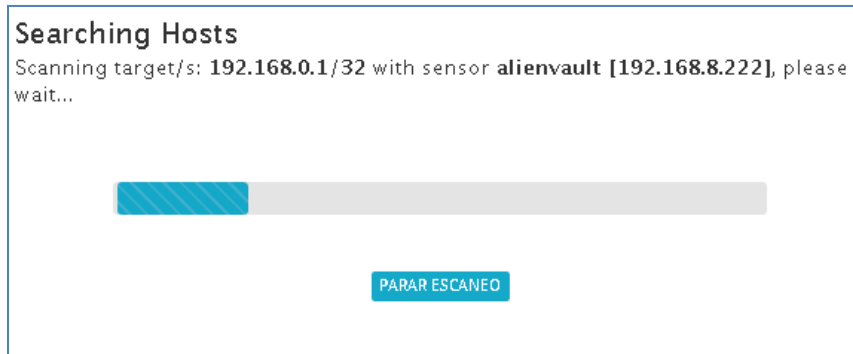 Searching Hosts
Scanning target/s: 192.168.0.1/32 with sensor alienvault [192.168.8.222], please
wait...
PARAR ESCANEO